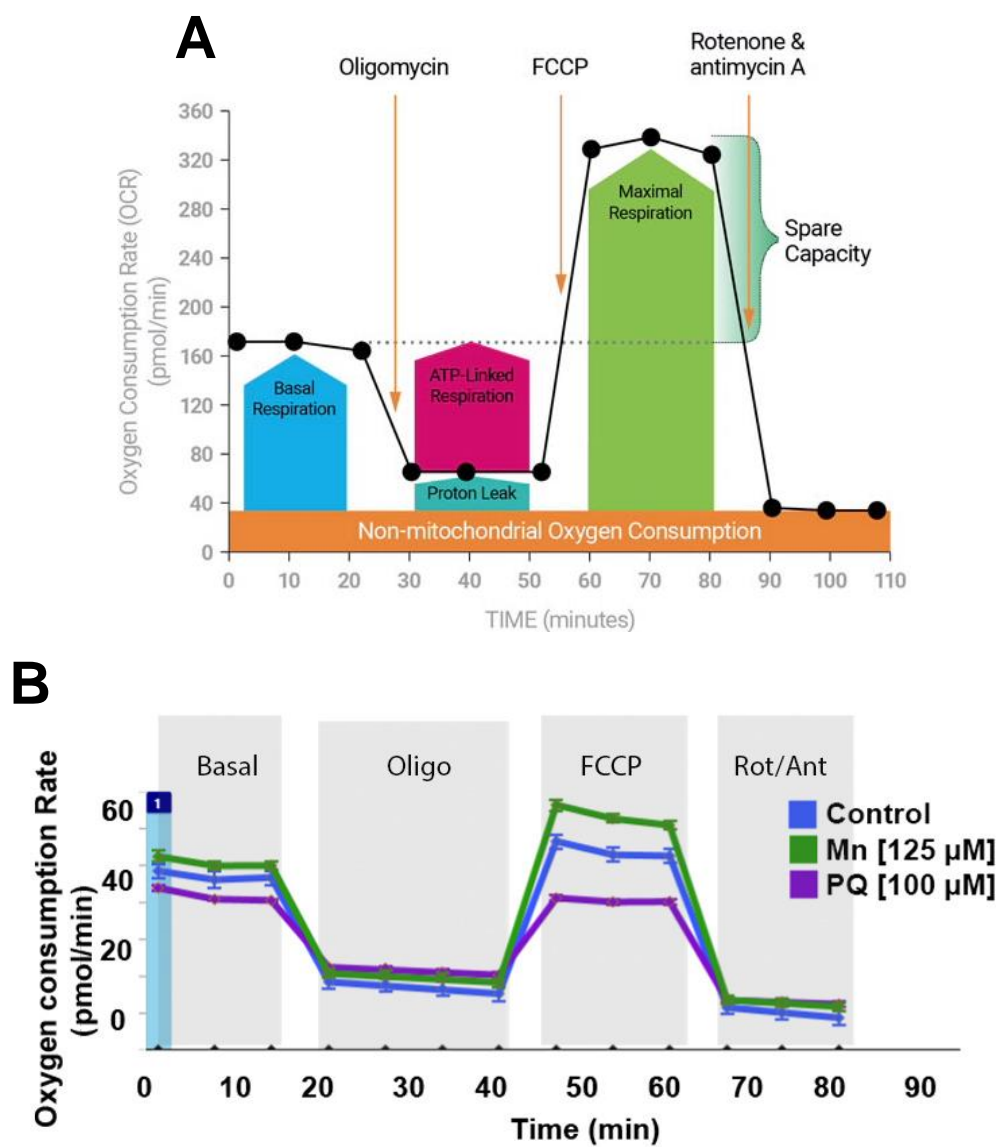 A
Oligomycin
FCCP
Rotenone &
antimycin A
Oxygen Consumption Rate (OCR)
(pmol/min)
360
320
280
240
200
160
120
80
40
0
Basal
Respiration
ATP-Linked
Respiration
Proton Leak
Maximal
Respiration
Spare
Capacity
Non-mitochondrial Oxygen Consumption
0 10 20 30 40 50 60 70 80 90 100 110
TIME (minutes)
B
Oxygen consumption Rate
(pmol/min)
60
40
20
0
1
Basal
Oligo
FCCP
Rot/Ant
Control
Mn [125 µM]
PQ [100 µM]
0 10 20 30 40 50 60 70 80 90
Time (min)